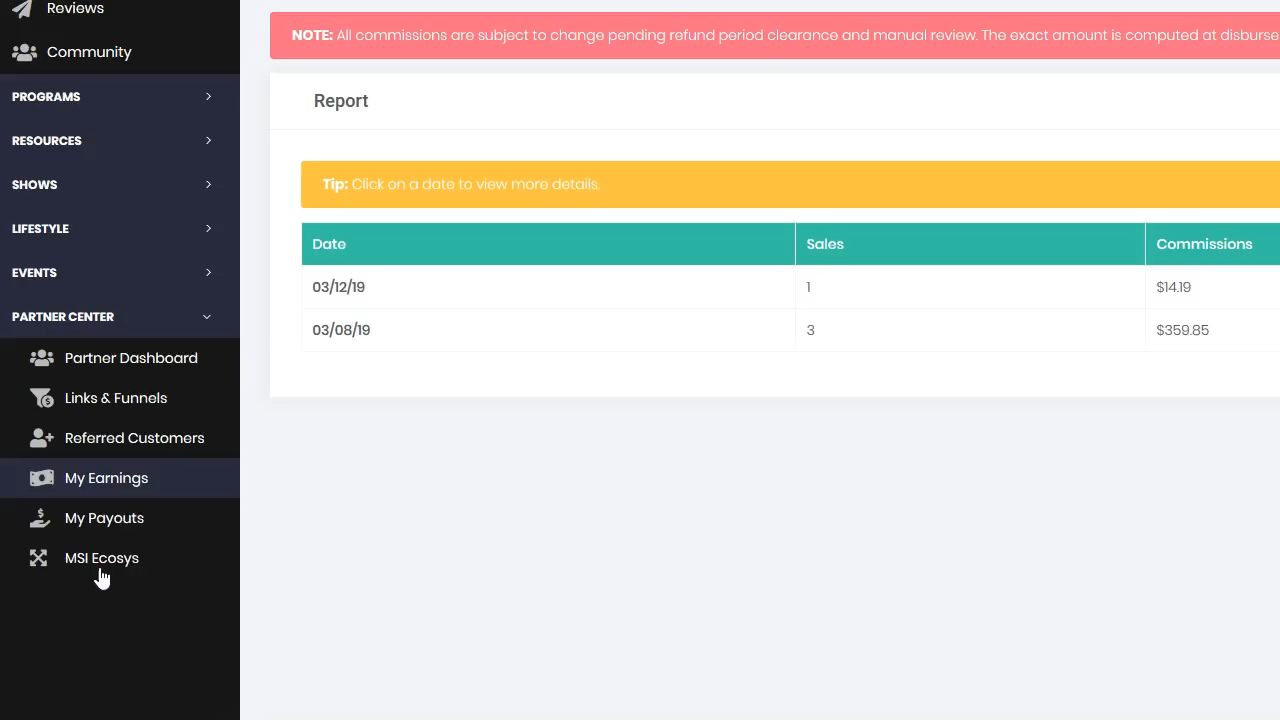 Reviews
Community
PROGRAMS
RESOURCES
SHOWS
LIFESTYLE
EVENTS
PARTNER CENTER
Partner Dashboard
Links & Funnels
Referred Customers
My Earnings
My Payouts
MSI Ecosys
NOTE: All commissions are subject to change pending refund period clearance and manual review. The exact amount is computed at disburse
Report
Tip: Click on a date to view more details.
Date Sales Commissions
03/12/19 1 $14.19
03/08/19 3 $359.85